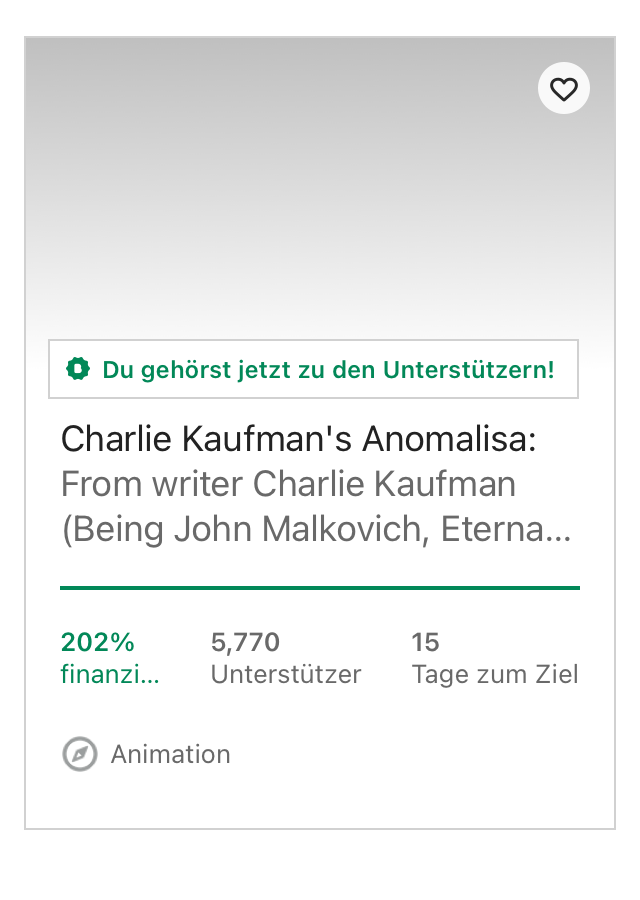 Du gehörst jetzt zu den Unterstützern!
Charlie Kaufman's Anomalisa:
From writer Charlie Kaufman
(Being John Malkovich, Eterna...
202% 5,770 15
finanzi... Unterstützer Tage zum Ziel
Animation